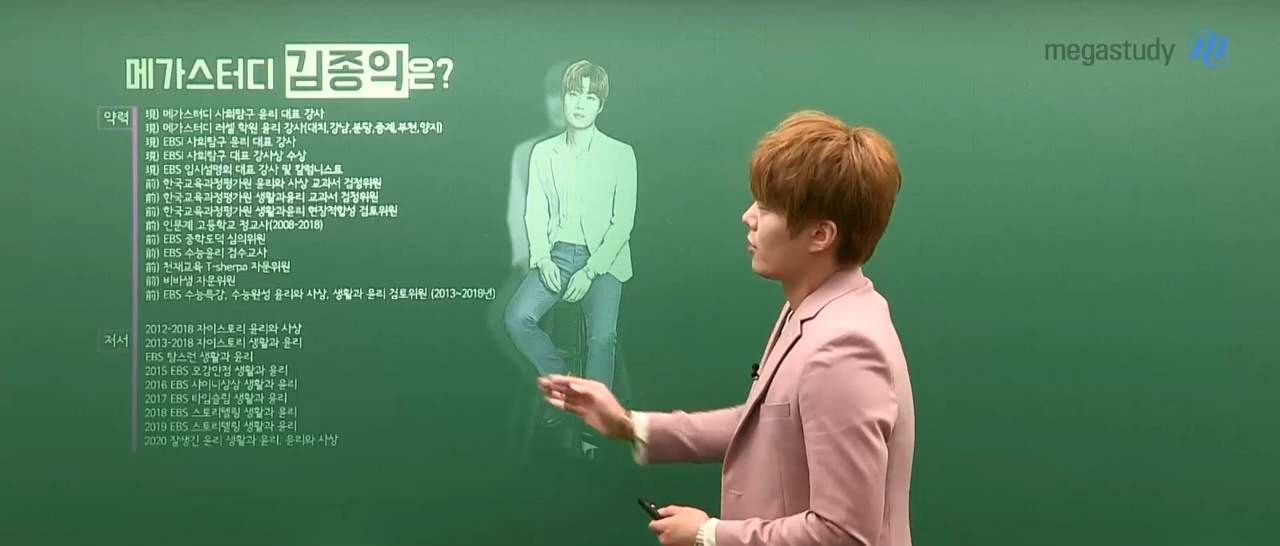 megastudy
메가스터디 김종익은?
약력
現) 메가스터디 사회탐구 윤리 대표 강사
現) 메가스터디 러셀 학원 윤리 강사(대치,강남,분당,중계,부천,양지)
現) EBSi 사회탐구 윤리 대표 강사
現) EBSi 사회탐구 대표 강사상 수상
現) EBS 입시설명회 대표 강사 및 칼럼니스트
前) 한국교육과정평가원 윤리와 사상 교과서 검정위원
前) 한국교육과정평가원 생활과윤리 교과서 검정위원
前) 한국교육과정평가원 생활과윤리 현장적합성 검토위원
前) 인문계 고등학교 정교사(2008-2018)
前) EBS 중학도덕 심의위원
前) EBS 수능윤리 검수교사
前) 천재교육 T-sherpa 자문위원
前) 비바샘 자문위원
前) EBS 수능특강, 수능완성 윤리와 사상, 생활과 윤리 검토위원 (2013~2018년)
저서
2012-2018 자이스토리 윤리와 사상
2013-2018 자이스토리 생활과 윤리
EBS 탐스런 생활과 윤리
2015 EBS 오감만점 생활과 윤리
2016 EBS 샤이니상상 생활과 윤리
2017 EBS 타임슬립 생활과 윤리
2018 EBS 스토리텔링 생활과 윤리
2019 EBS 스토리텔링 생활과 윤리
2020 잘생긴 윤리 생활과 윤리, 윤리와 사상